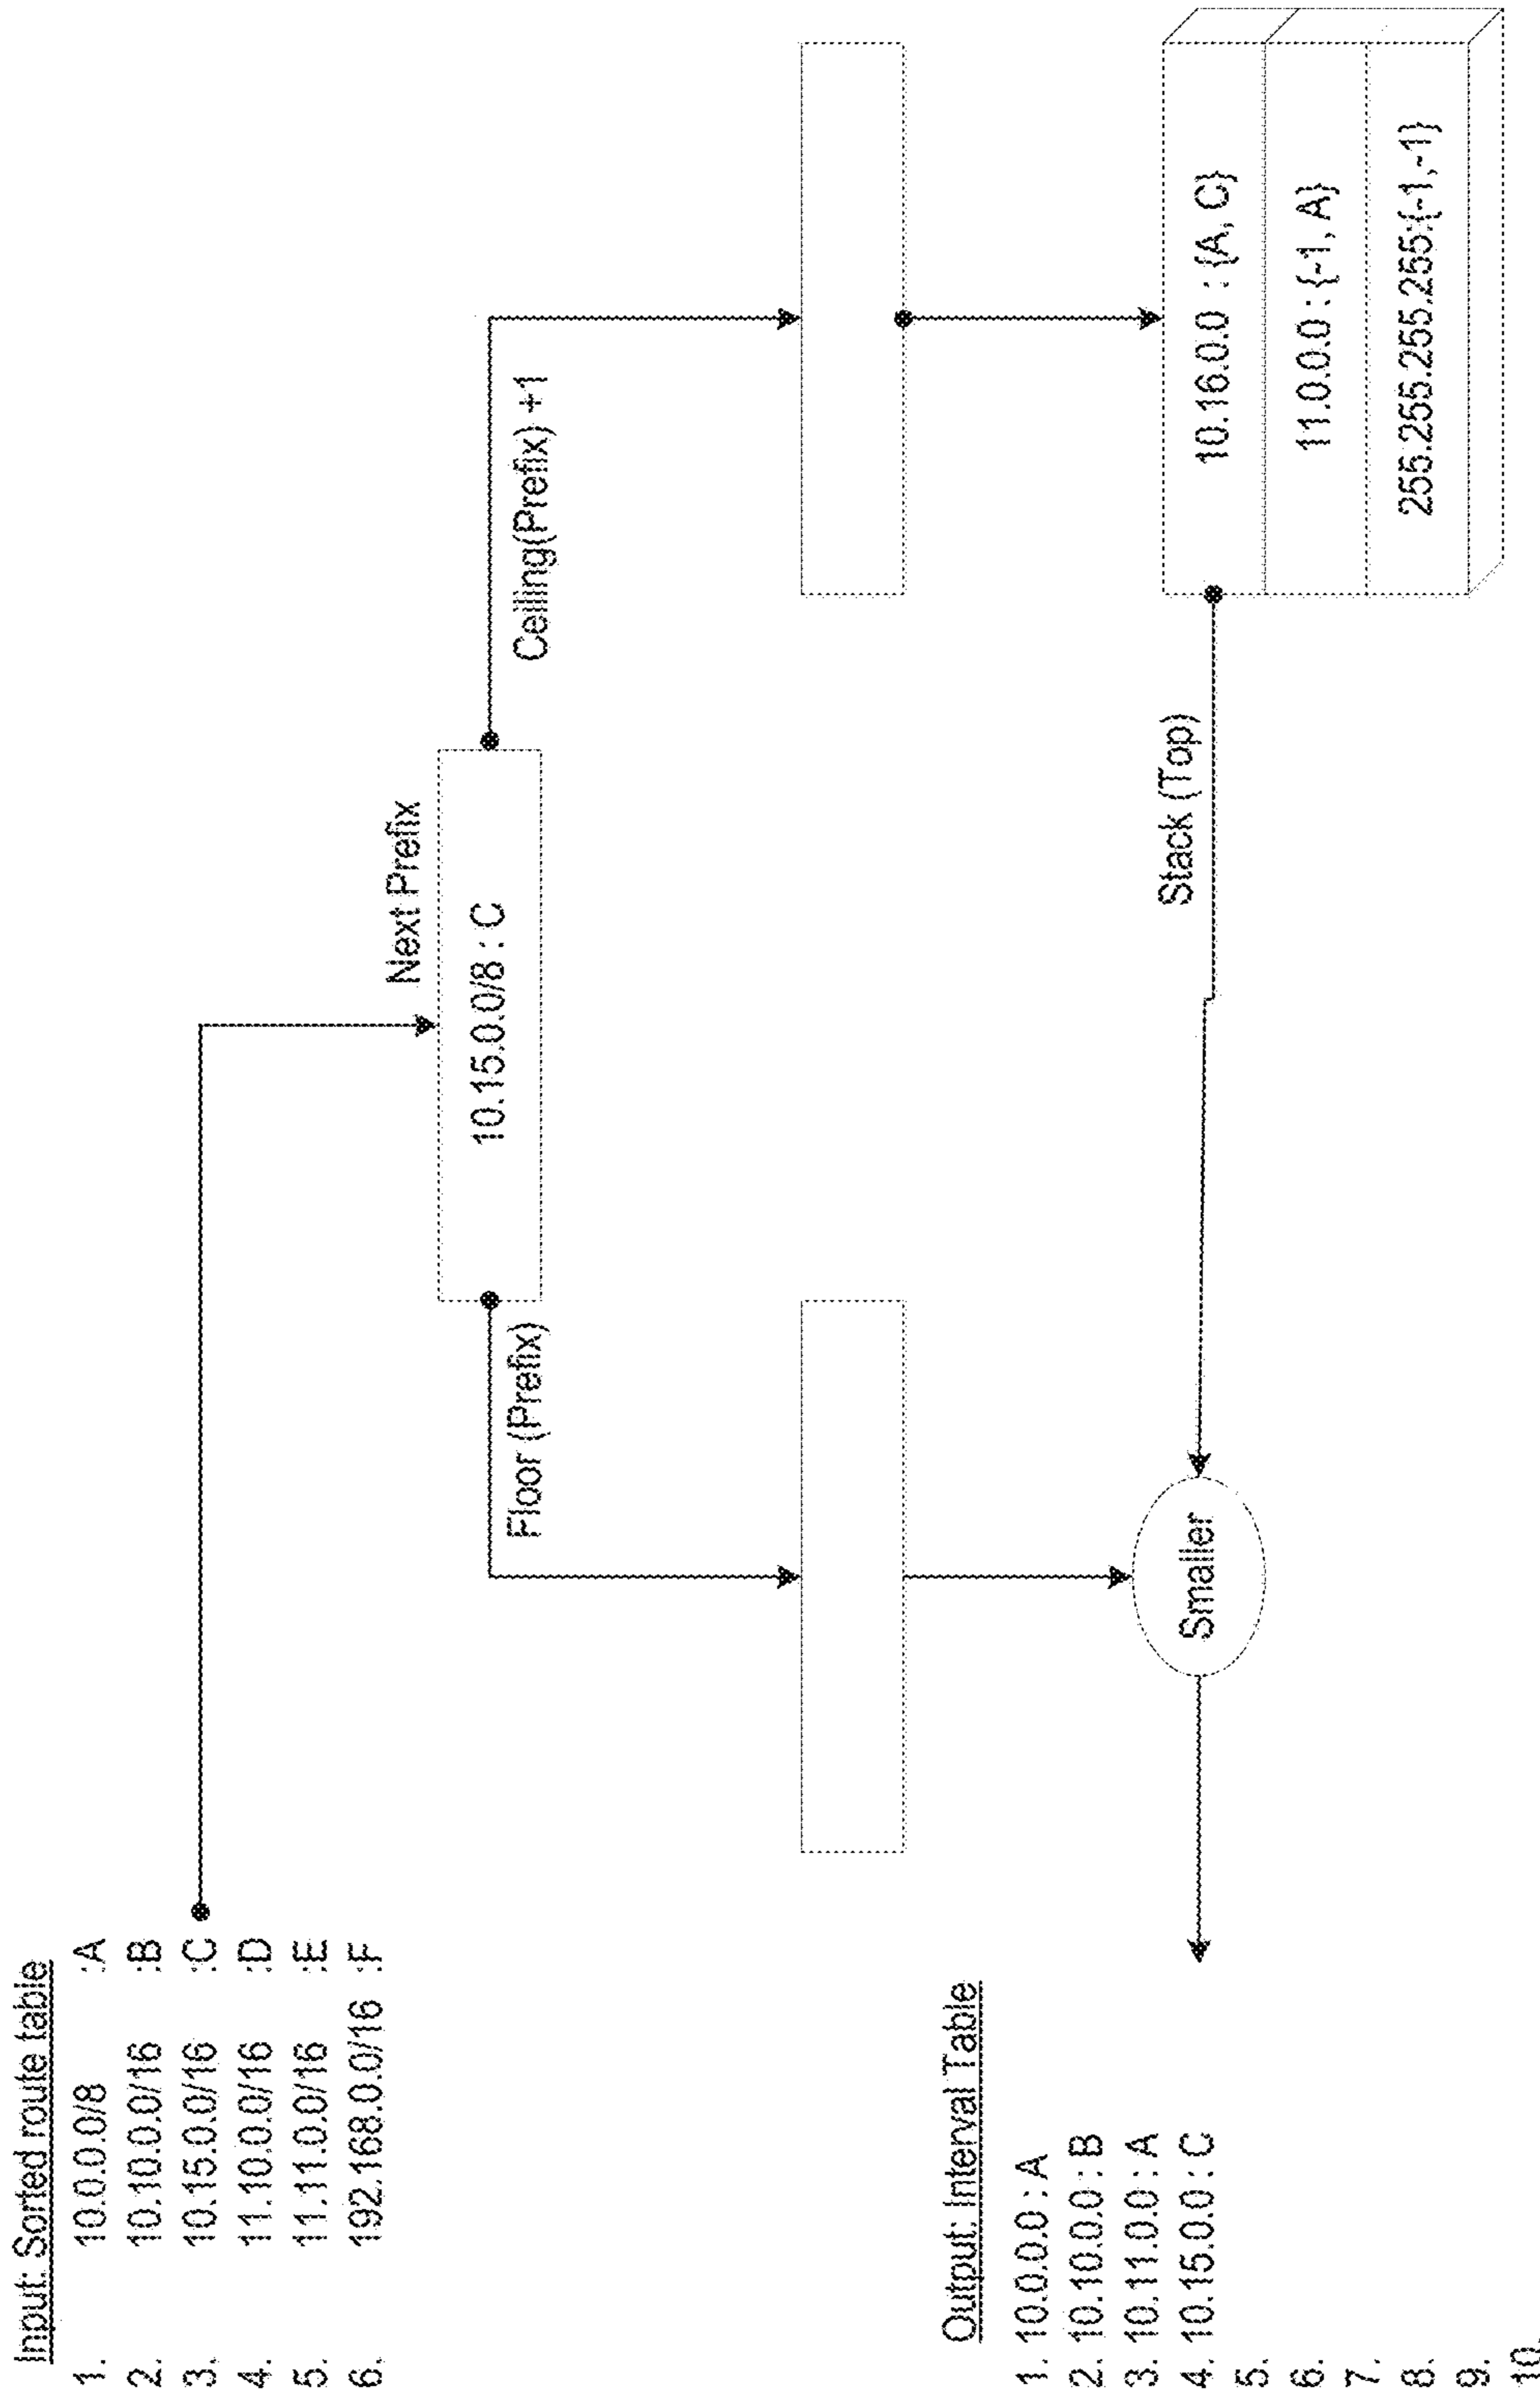 Input: Sorted route table
1. 10.0.0.0/8 :A
2. 10.10.0.0/16 :B
3. 10.15.0.0/16 :C
4. 11.10.0.0/16 :D
5. 11.11.0.0/16 :E
6. 192.168.0.0/16 :F
Next Prefix
10.15.0.0/8 : C
Floor (Prefix)
Ceiling(Prefix) +1
Output: Interval Table
1. 10.0.0.0 : A
2. 10.10.0.0 : B
3. 10.11.0.0 : A
4. 10.15.0.0 : C
5.
6.
7.
8.
9.
10.
Smaller
Stack (Top)
10.16.0.0 : {A, C}
11.0.0.0 : {-1, A}
255.255.255.255:{-1,-1}